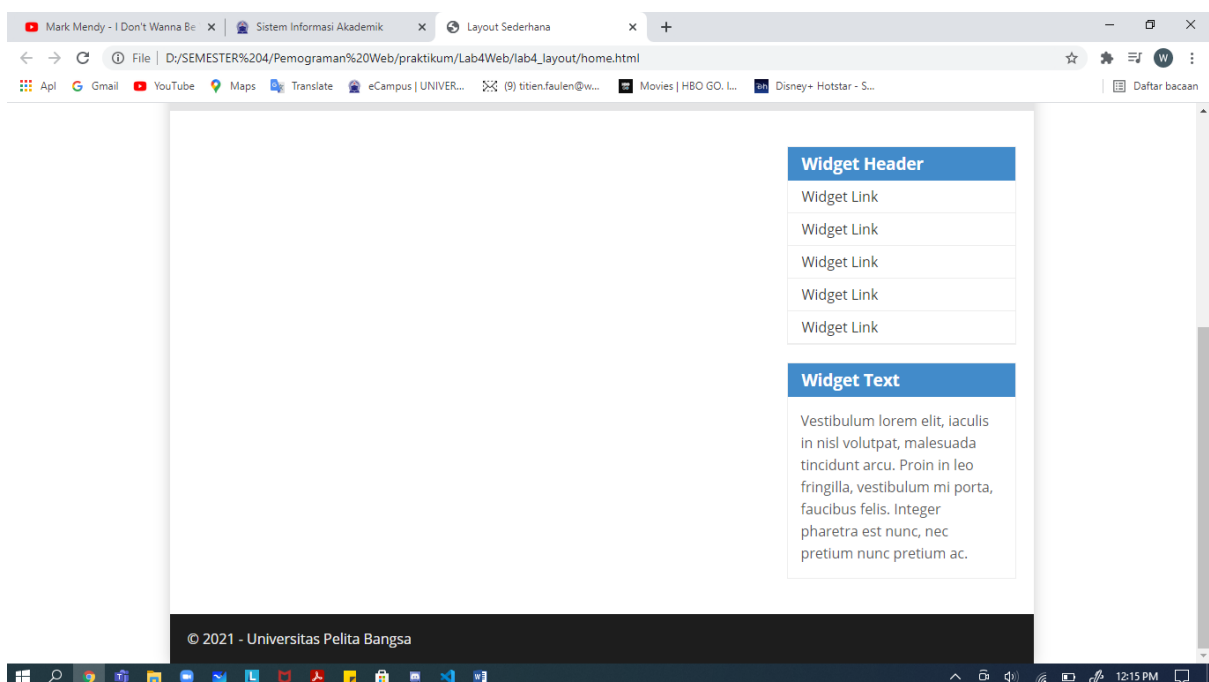 Mark Mendy - I Don't Wanna Be
Sistem Informasi Akademik
Layout Sederhana
File | D:/SEMESTER%204/Pemograman%20Web/praktikum/Lab4Web/lab4_layout/home.html
W
Apl
Gmail
YouTube
Maps
Translate
eCampus | UNIVER...
(9) titien.faulen@w...
Movies | HBO GO. I...
Disney+ Hotstar - S...
Daftar bacaan
Widget Header
Widget Link
Widget Link
Widget Link
Widget Link
Widget Link
Widget Text
Vestibulum lorem elit, iaculis
in nisl volutpat, malesuada
tincidunt arcu. Proin in leo
fringilla, vestibulum mi porta,
faucibus felis. Integer
pharetra est nunc, nec
pretium nunc pretium ac.
© 2021 - Universitas Pelita Bangsa
12:15 PM